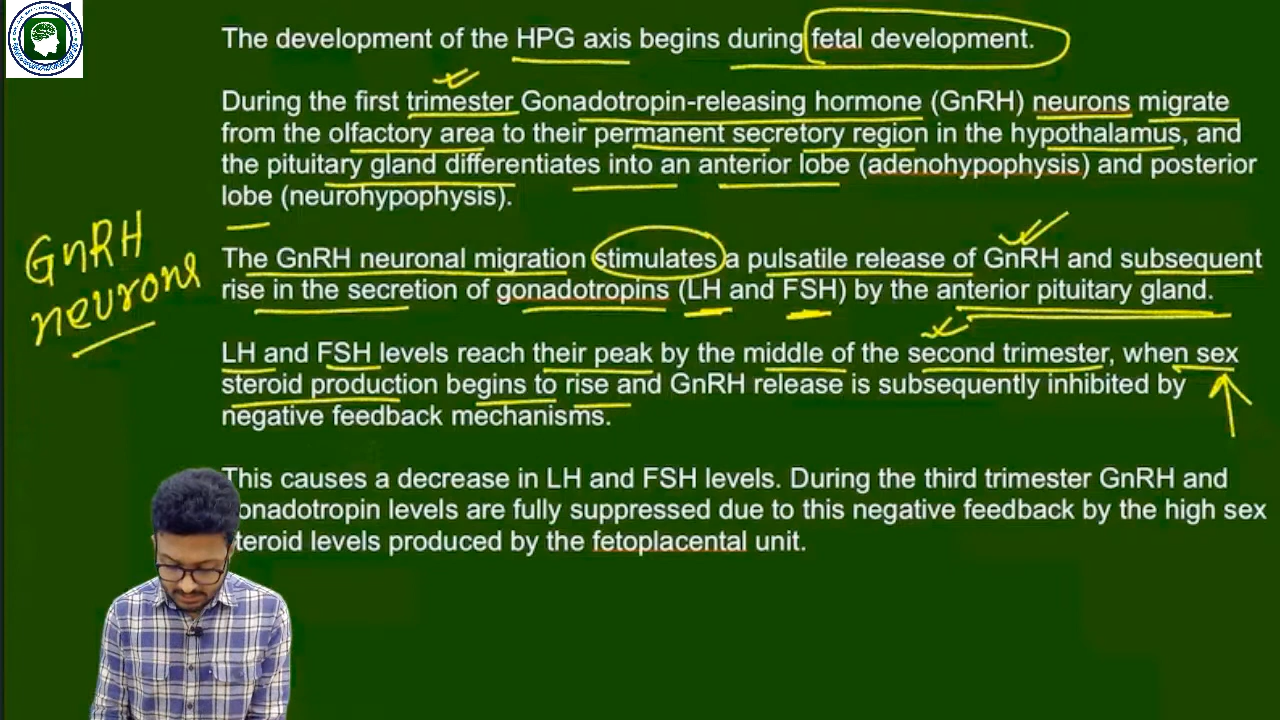 The development of the HPG axis begins during fetal development.
During the first trimester Gonadotropin-releasing hormone (GnRH) neurons migrate
from the olfactory area to their permanent secretory region in the hypothalamus, and
the pituitary gland differentiates into an anterior lobe (adenohypophysis) and posterior
lobe (neurohypophysis).
GnRH
neurons
The GnRH neuronal migration stimulates a pulsatile release of GnRH and subsequent
rise in the secretion of gonadotropins (LH and FSH) by the anterior pituitary gland.
LH and FSH levels reach their peak by the middle of the second trimester, when sex
steroid production begins to rise and GnRH release is subsequently inhibited by
negative feedback mechanisms.
This causes a decrease in LH and FSH levels. During the third trimester GnRH and
onadotropin levels are fully suppressed due to this negative feedback by the high sex
teroid levels produced by the fetoplacental unit.